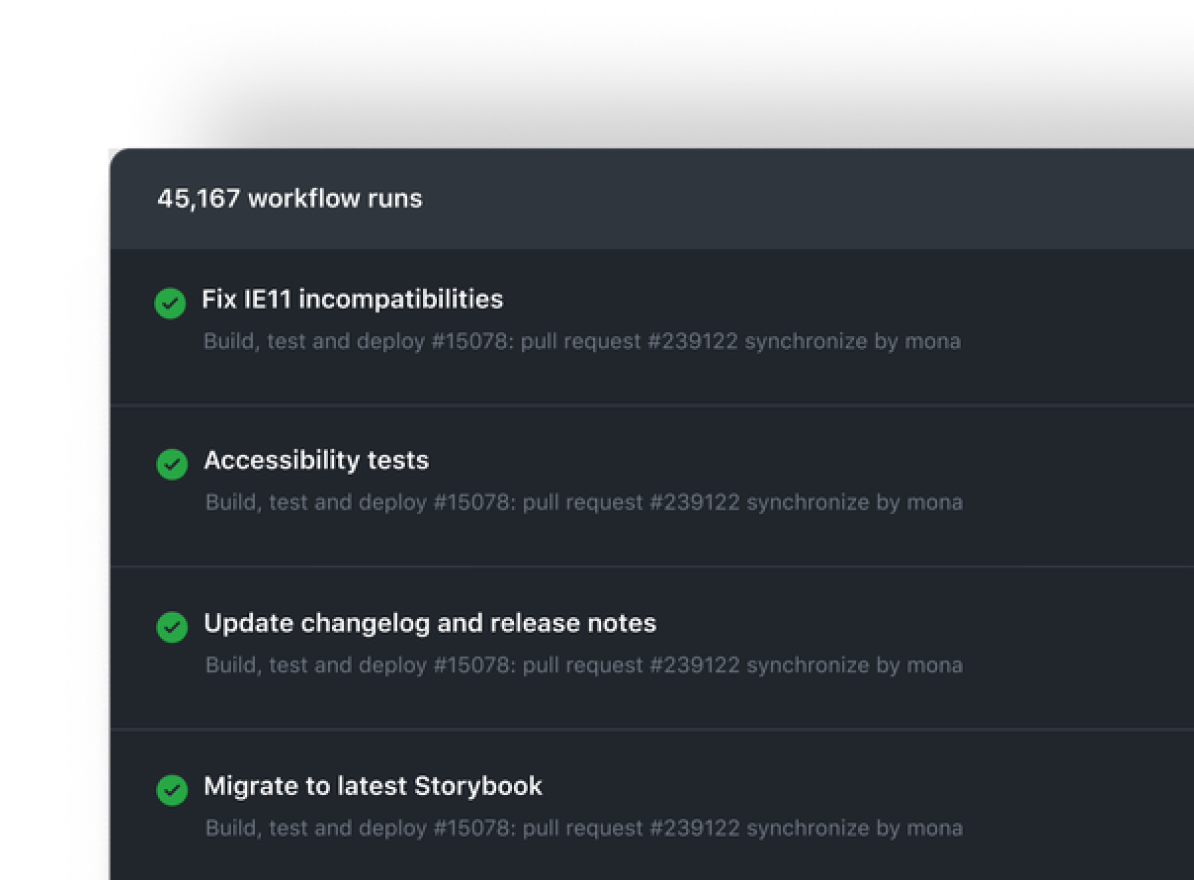 45,167 workflow runs
Fix IE11 incompatibilities
Build, test and deploy #15078: pull request #239122 synchronize by mona
Accessibility tests
Build, test and deploy #15078: pull request #239122 synchronize by mona
Update changelog and release notes
Build, test and deploy #15078: pull request #239122 synchronize by mona
Migrate to latest Storybook
Build, test and deploy #15078: pull request #239122 synchronize by mona